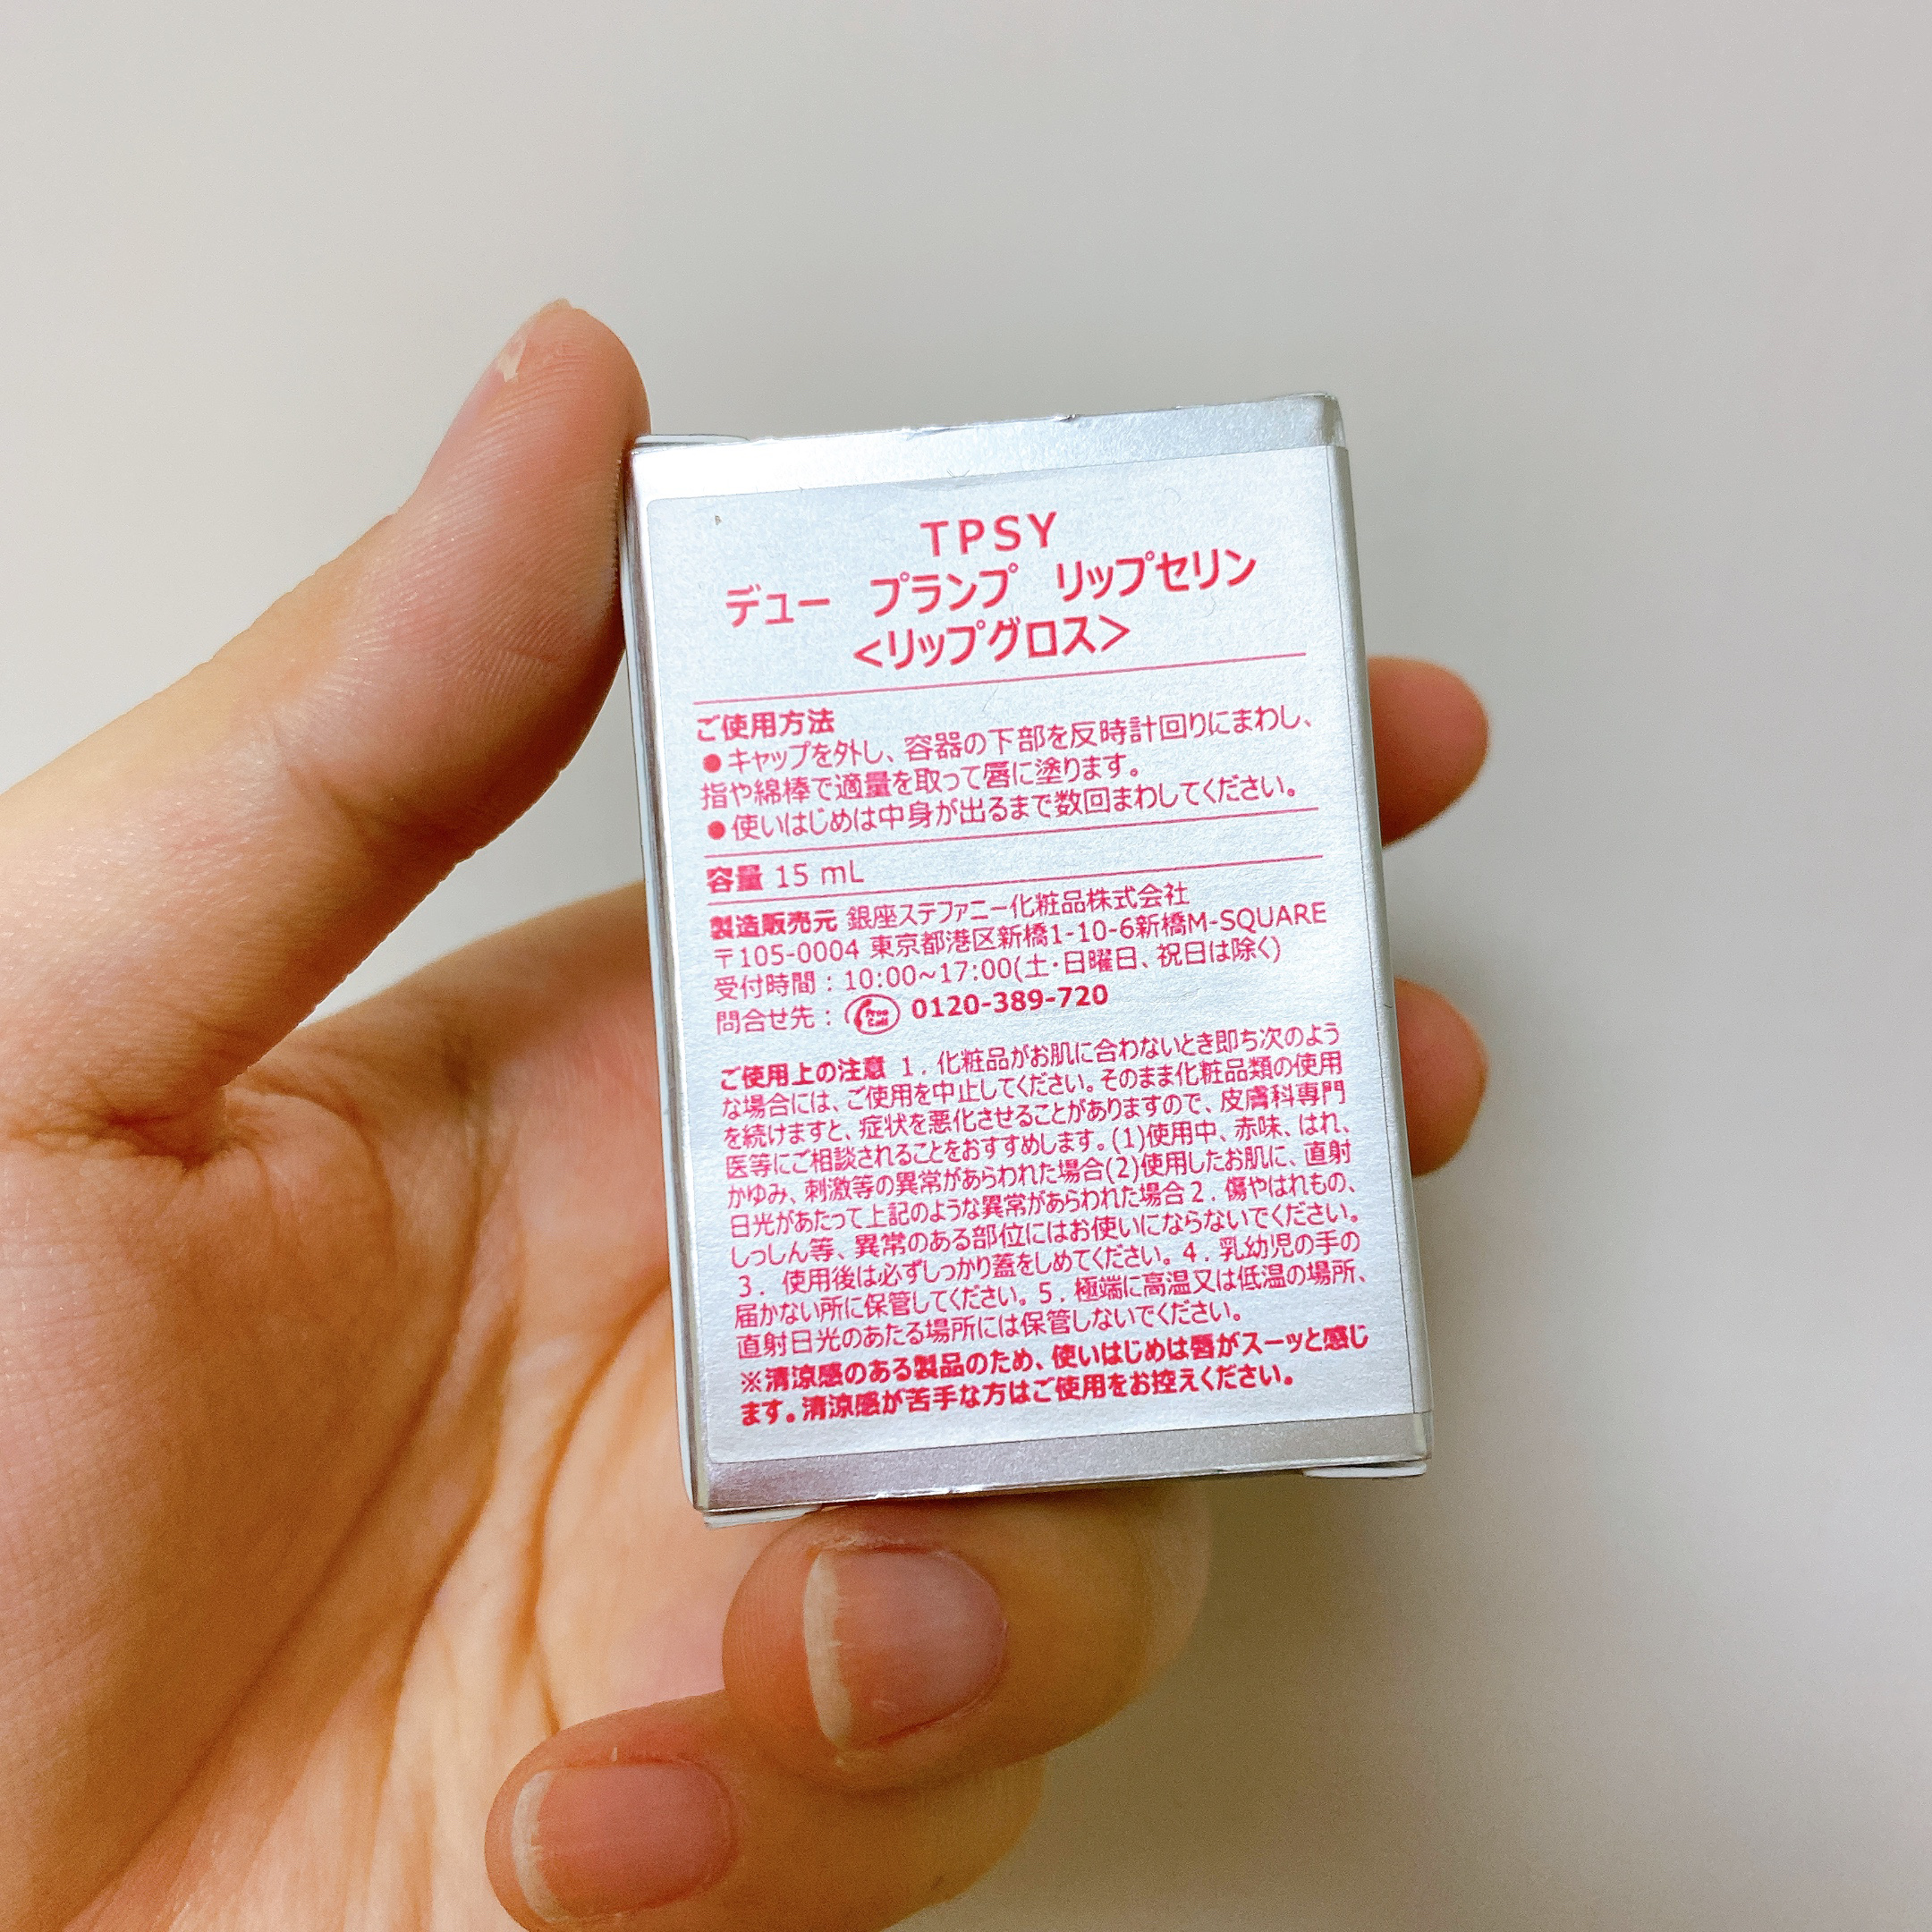 TPSY
デュー プランプ リップセリン
<リップグロス>
ご使用方法
●キャップを外し、容器の下部を反時計回りにまわし、
指や綿棒で適量を取って唇に塗ります。
●使いはじめは中身が出るまで数回まわしてください。
容量 15 mL
製造販売元 銀座ステファニー化粧品株式会社
〒105-0004 東京都港区新橋1-10-6新橋M-SQUARE
受付時間：10:00~17:00(土・日曜日、祝日は除く)
問合せ先： Free Call 0120-389-720
ご使用上の注意 1．化粧品がお肌に合わないとき即ち次のよう
な場合には、ご使用を中止してください。そのまま化粧品類の使用
を続けますと、症状を悪化させることがありますので、皮膚科専門
医等にご相談されることをおすすめします。(1)使用中、赤味、はれ、
かゆみ、刺激等の異常があらわれた場合(2)使用したお肌に、直射
日光があたって上記のような異常があらわれた場合 2．傷やはれもの、
しっしん等、異常のある部位にはお使いにならないでください。
3．使用後は必ずしっかり蓋をしめてください。4．乳幼児の手の
届かない所に保管してください。5．極端に高温又は低温の場所、
直射日光のあたる場所には保管しないでください。
※清涼感のある製品のため、使いはじめは唇がスーッと感じ
ます。清涼感が苦手な方はご使用をお控えください。